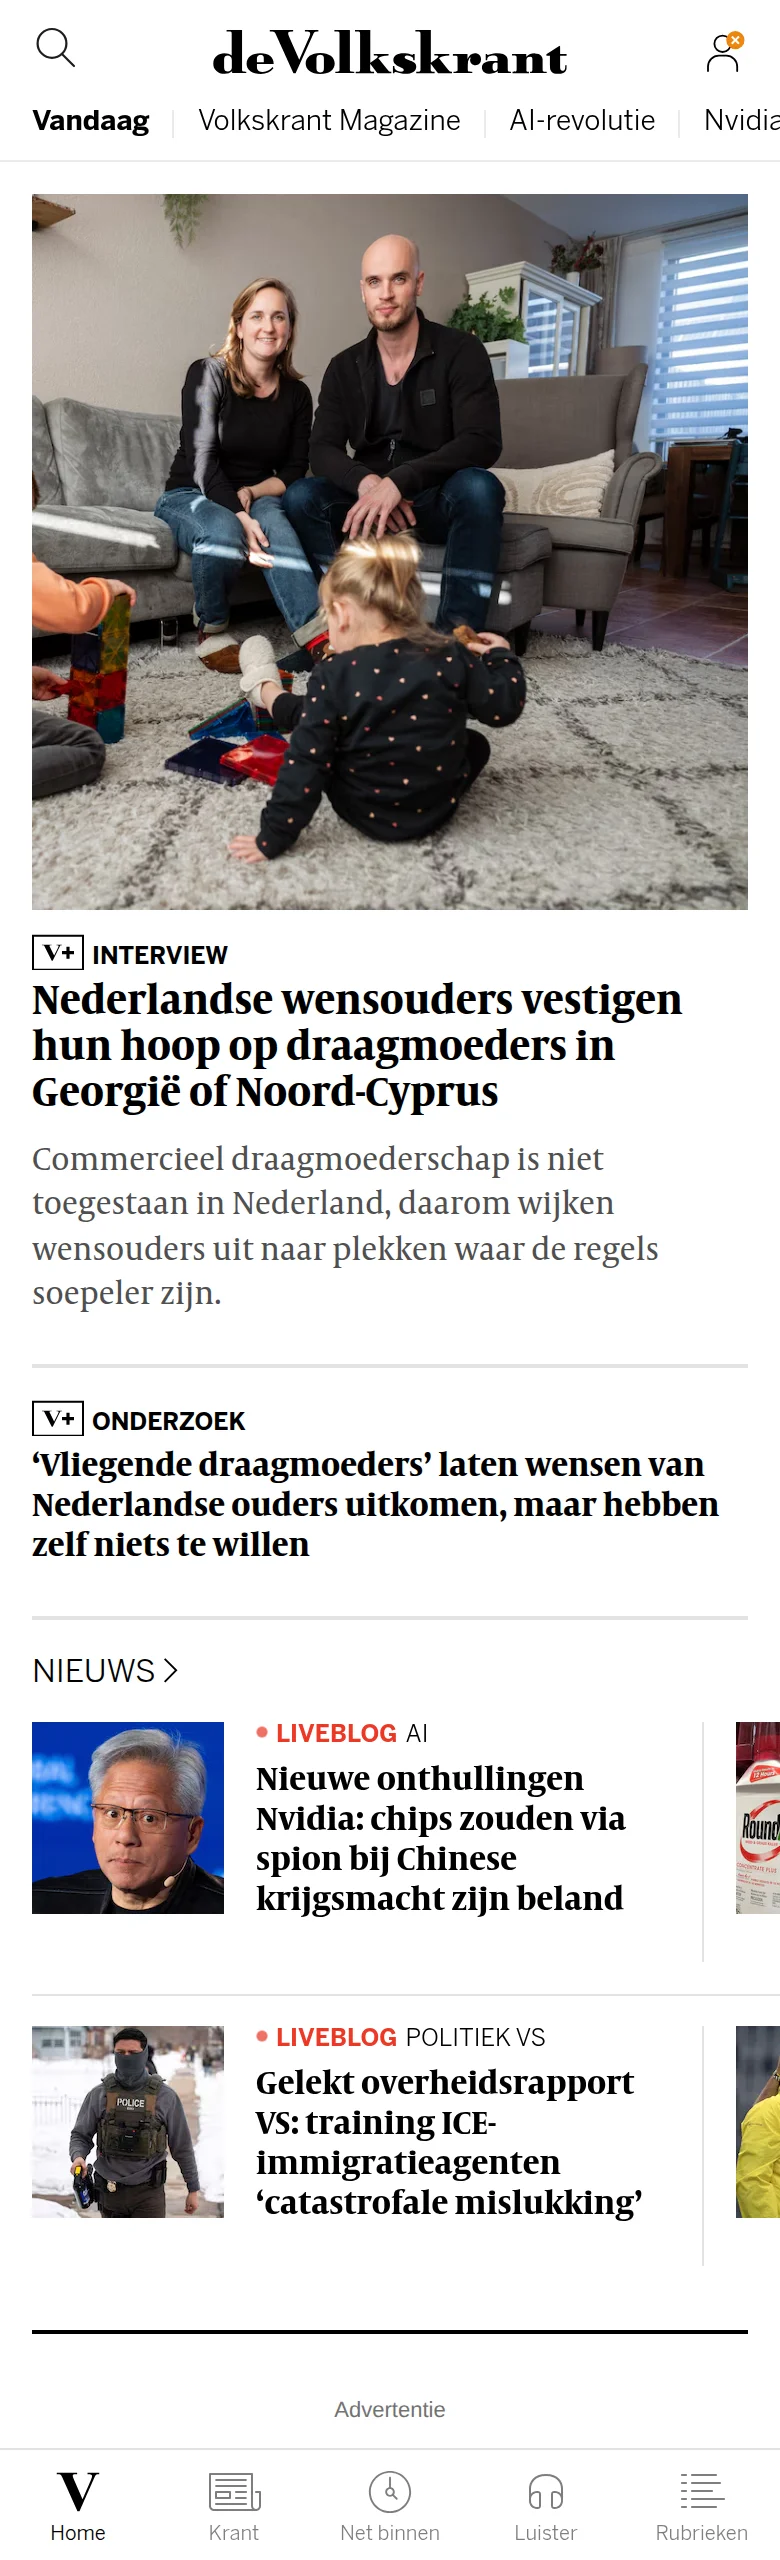 deVolkskrant
Vandaag
Volkskrant Magazine
AI-revolutie
Nvidia
V+ INTERVIEW
Nederlandse wensouders vestigen
hun hoop op draagmoeders in
Georgië of Noord-Cyprus
Commercieel draagmoederschap is niet
toegestaan in Nederland, daarom wijken
wensouders uit naar plekken waar de regels
soepeler zijn.
V+ ONDERZOEK
‘Vliegende draagmoeders’ laten wensen van
Nederlandse ouders uitkomen, maar hebben
zelf niets te willen
NIEUWS
LIVEBLOG AI
Nieuwe onthullingen
Nvidia: chips zouden via
spion bij Chinese
krijgsmacht zijn beland
Round
LIVEBLOG POLITIEK VS
Gelekt overheidsrapport
VS: training ICE-
immigratieagenten
‘catastrofale mislukking’
POLICE
Advertentie
V
Home
Krant
Net binnen
Luister
Rubrieken